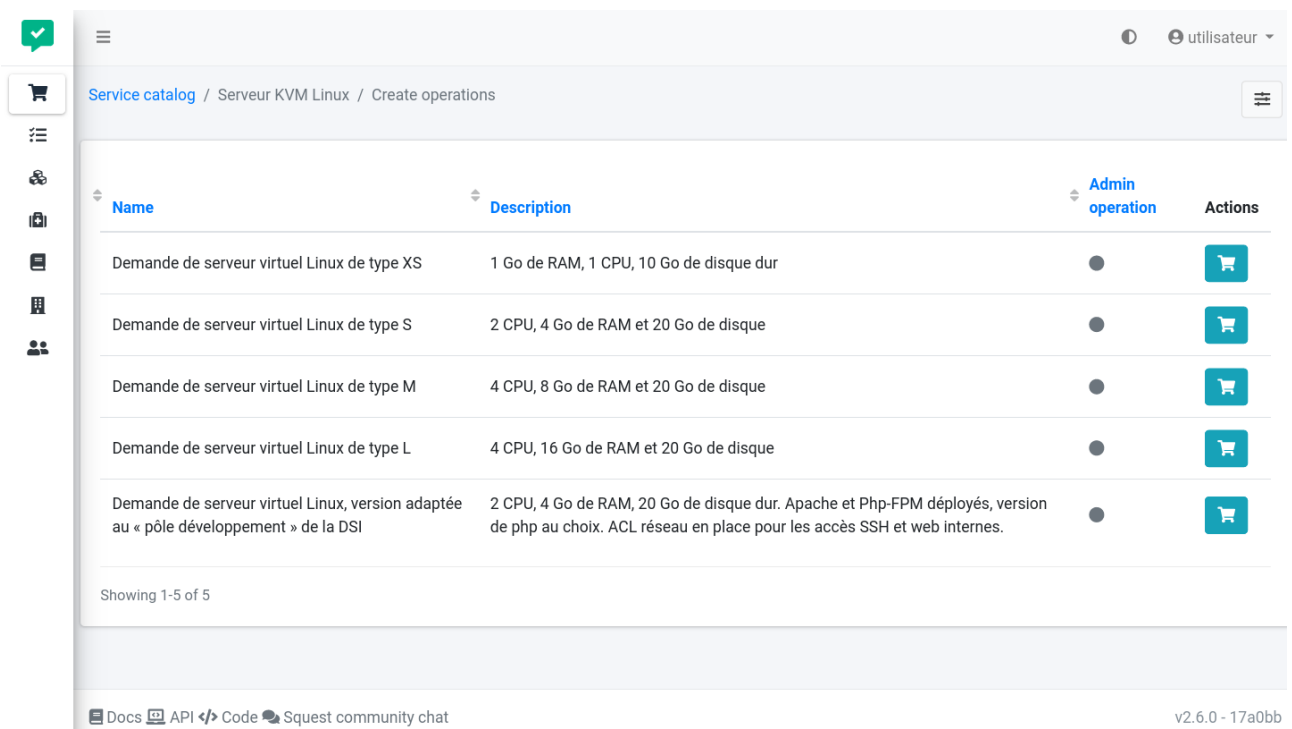 utilisateur
Service catalog / Serveur KVM Linux / Create operations
Name Description Admin operation Actions
Demande de serveur virtuel Linux de type XS 1 Go de RAM, 1 CPU, 10 Go de disque dur
Demande de serveur virtuel Linux de type S 2 CPU, 4 Go de RAM et 20 Go de disque
Demande de serveur virtuel Linux de type M 4 CPU, 8 Go de RAM et 20 Go de disque
Demande de serveur virtuel Linux de type L 4 CPU, 16 Go de RAM et 20 Go de disque
Demande de serveur virtuel Linux, version adaptée
au « pôle développement » de la DSI
2 CPU, 4 Go de RAM, 20 Go de disque dur. Apache et Php-FPM déployés, version
de php au choix. ACL réseau en place pour les accès SSH et web internes.
Showing 1-5 of 5
Docs API Code Squest community chat v2.6.0 - 17a0bb